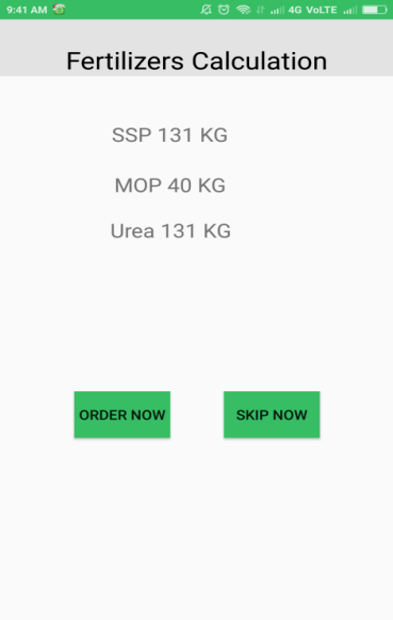 9:41 AM 4G VoLTE
Fertilizers Calculation
SSP 131 KG
MOP 40 KG
Urea 131 KG
ORDER NOW SKIP NOW